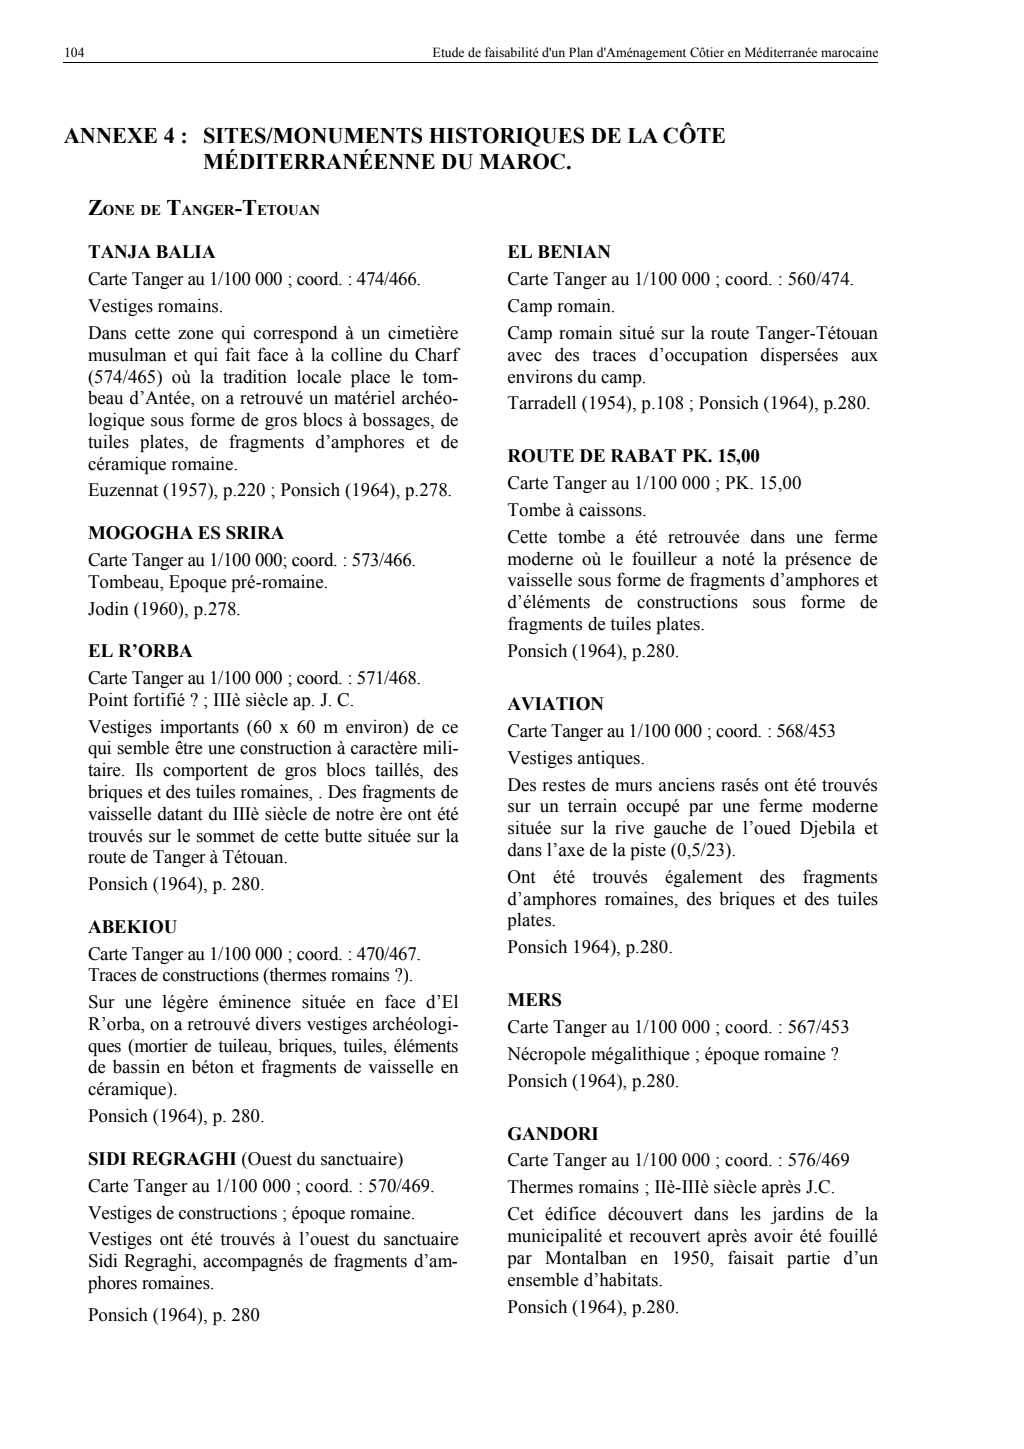 104
Etude de faisabilité d'un Plan d'Aménagement Côtier en Méditerranée marocaine
ANNEXE 4 : SITES/MONUMENTS HISTORIQUES DE LA CÔTE
MÉDITERRANÉENNE DU MAROC.
ZONE DE TANGER-TETOUAN
TANJA BALIA
Carte Tanger au 1/100 000 ; coord. : 474/466.
Vestiges romains.
Dans cette zone qui correspond à un cimetière
musulman et qui fait face à la colline du Charf
(574/465) où la tradition locale place le tom-
beau d’Antée, on a retrouvé un matériel archéo-
logique sous forme de gros blocs à bossages, de
tuiles plates, de fragments d’amphores et de
céramique romaine.
Euzennat (1957), p.220 ; Ponsich (1964), p.278.
MOGOGHA ES SRIRA
Carte Tanger au 1/100 000; coord. : 573/466.
Tombeau, Epoque pré-romaine.
Jodin (1960), p.278.
EL R’ORBA
Carte Tanger au 1/100 000 ; coord. : 571/468.
Point fortifié ? ; IIIè siècle ap. J. C.
Vestiges importants (60 x 60 m environ) de ce
qui semble être une construction à caractère mili-
taire. Ils comportent de gros blocs taillés, des
briques et des tuiles romaines, . Des fragments de
vaisselle datant du IIIè siècle de notre ère ont été
trouvés sur le sommet de cette butte située sur la
route de Tanger à Tétouan.
Ponsich (1964), p. 280.
ABEKIOU
Carte Tanger au 1/100 000 ; coord. : 470/467.
Traces de constructions (thermes romains ?).
Sur une légère éminence située en face d’El
R’orba, on a retrouvé divers vestiges archéologi-
ques (mortier de tuileau, briques, tuiles, éléments
de bassin en béton et fragments de vaisselle en
céramique).
Ponsich (1964), p. 280.
SIDI REGRAGHI (Ouest du sanctuaire)
Carte Tanger au 1/100 000 ; coord. : 570/469.
Vestiges de constructions ; époque romaine.
Vestiges ont été trouvés à l’ouest du sanctuaire
Sidi Regraghi, accompagnés de fragments d’am-
phores romaines.
Ponsich (1964), p. 280
EL BENIAN
Carte Tanger au 1/100 000 ; coord. : 560/474.
Camp romain.
Camp romain situé sur la route Tanger-Tétouan
avec des traces d’occupation dispersées aux
environs du camp.
Tarradell (1954), p.108 ; Ponsich (1964), p.280.
ROUTE DE RABAT PK. 15,00
Carte Tanger au 1/100 000 ; PK. 15,00
Tombe à caissons.
Cette tombe a été retrouvée dans une ferme
moderne où le fouilleur a noté la présence de
vaisselle sous forme de fragments d’amphores et
d’éléments de constructions sous forme de
fragments de tuiles plates.
Ponsich (1964), p.280.
AVIATION
Carte Tanger au 1/100 000 ; coord. : 568/453
Vestiges antiques.
Des restes de murs anciens rasés ont été trouvés
sur un terrain occupé par une ferme moderne
située sur la rive gauche de l’oued Djebila et
dans l’axe de la piste (0,5/23).
Ont été trouvés également des fragments
d’amphores romaines, des briques et des tuiles
plates.
Ponsich 1964), p.280.
MERS
Carte Tanger au 1/100 000 ; coord. : 567/453
Nécropole mégalithique ; époque romaine ?
Ponsich (1964), p.280.
GANDORI
Carte Tanger au 1/100 000 ; coord. : 576/469
Thermes romains ; IIè-IIIè siècle après J.C.
Cet édifice découvert dans les jardins de la
municipalité et recouvert après avoir été fouillé
par Montalban en 1950, faisait partie d’un
ensemble d’habitats.
Ponsich (1964), p.280.